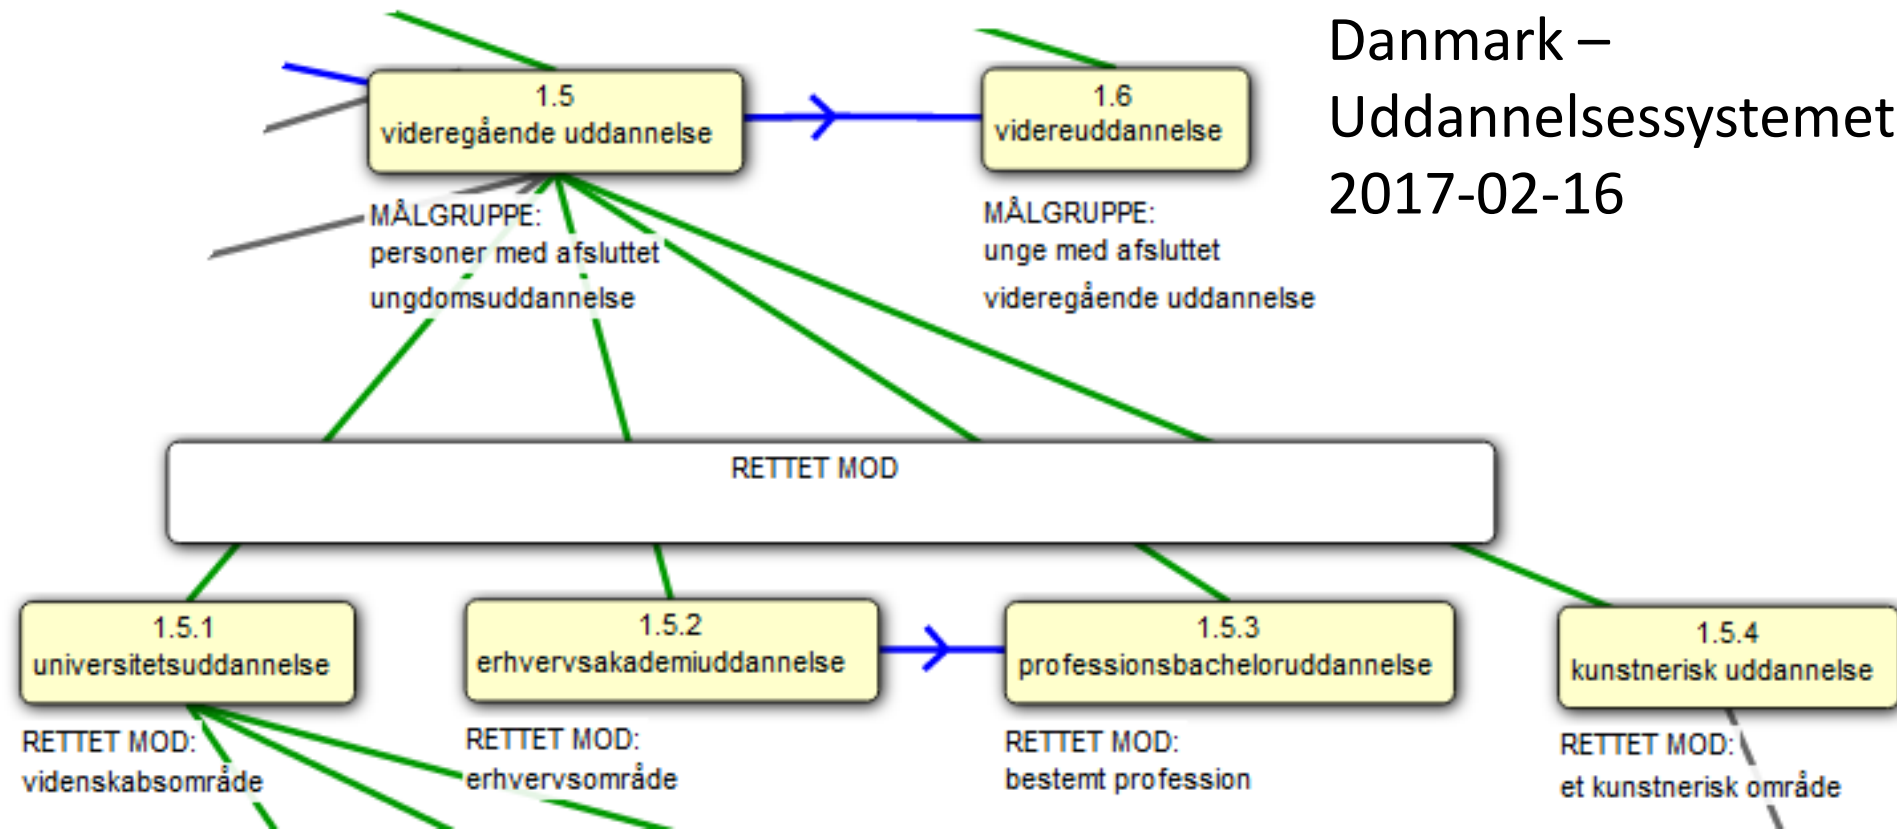 Danmark –
Uddannelsessystemet
2017-02-16
1.5
videregående uddannelse
1.6
videreuddannelse
MÅLGRUPPE:
personer med afsluttet
ungdomsuddannelse
MÅLGRUPPE:
unge med afsluttet
videregående uddannelse
RETTET MOD
1.5.1
universitetsuddannelse
1.5.2
erhvervsakademiuddannelse
1.5.3
professionsbacheloruddannelse
1.5.4
kunstnerisk uddannelse
RETTET MOD:
videnskabsområde
RETTET MOD:
erhvervsområde
RETTET MOD:
bestemt profession
RETTET MOD:
et kunstnerisk område